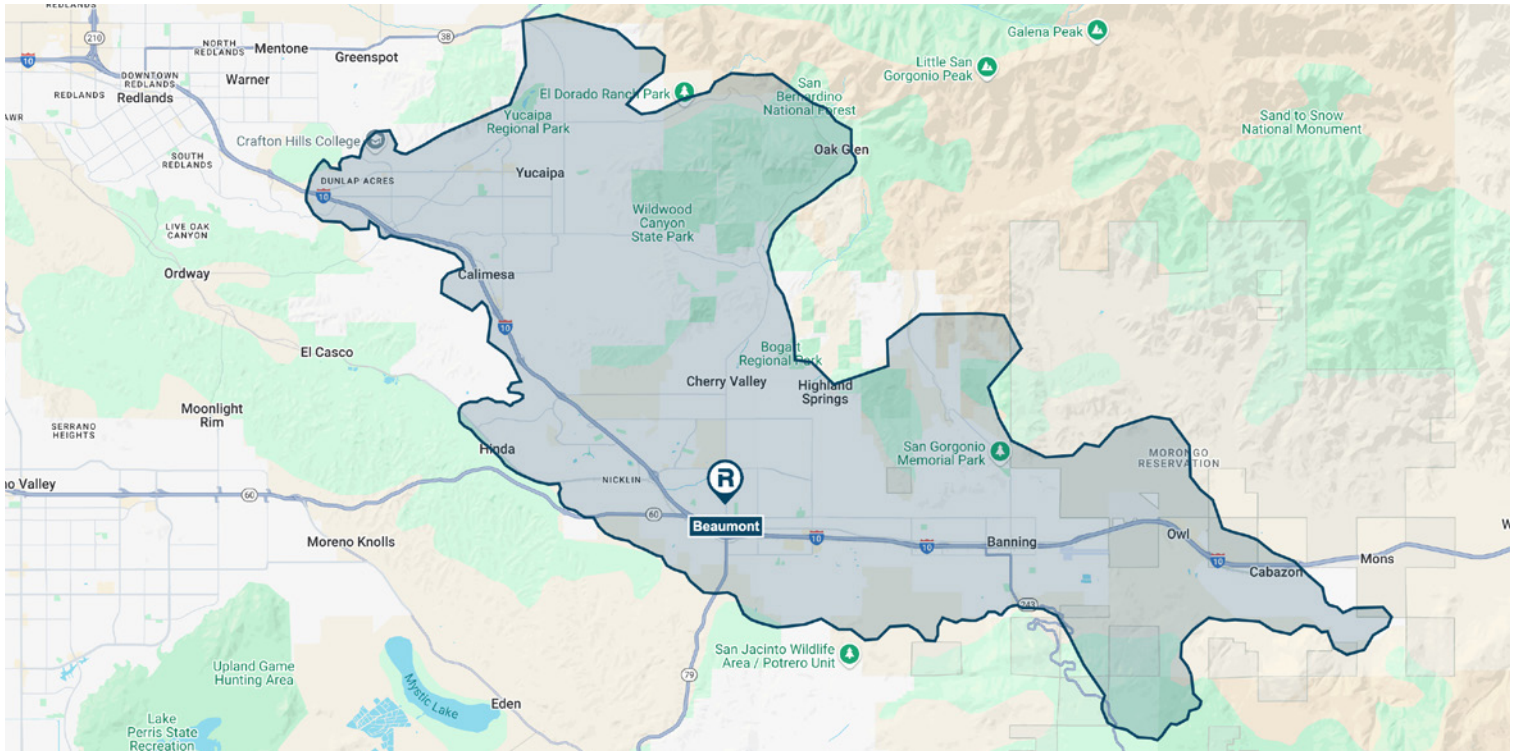 REDLANDS
210
38
10
NORTH
REDLANDS
Mentone
Greenspot
DOWNTOWN
REDLANDS
Warner
REDLANDS
Redlands
AWR
SOUTH
REDLANDS
Crafton Hills College
DUNLAP ACRES
10
Yucaipa
Regional Park
El Dorado Ranch Park
San
Bernardino
National Forest
Galena Peak
Little San
Gorgonio Peak
Sand to Snow
National Monument
Yucaipa
Oak Glen
Wildwood
Canyon
State Park
LIVE OAK
CANYON
Ordway
Calimesa
10
El Casco
Bogart
Regional Park
Cherry Valley
Highland
Springs
Moonlight
Rim
SERRANO
HEIGHTS
Hinda
San Gorgonio
Memorial Park
MORONGO
RESERVATION
no Valley
60
NICKLIN
R
60
Beaumont
10
10
Banning
Owl
10
Cabazon
Mons
W
Moreno Knolls
243
San Jacinto Wildlife
Area / Potrero Unit
79
Upland Game
Hunting Area
Mystic Lake
Eden
Lake
Perris State
Recreation